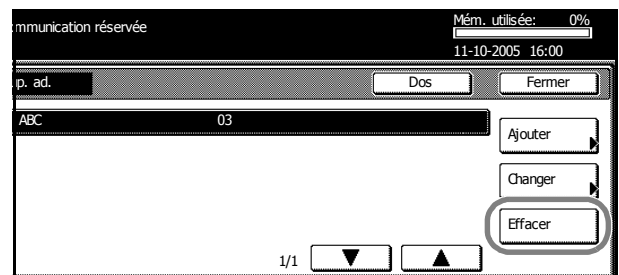 mmunication réservée
Mém. utilisée: 0%
11-10-2005 16:00
p. ad.
Dos
Fermer
ABC 03
Ajouter
Changer
Effacer
1/1